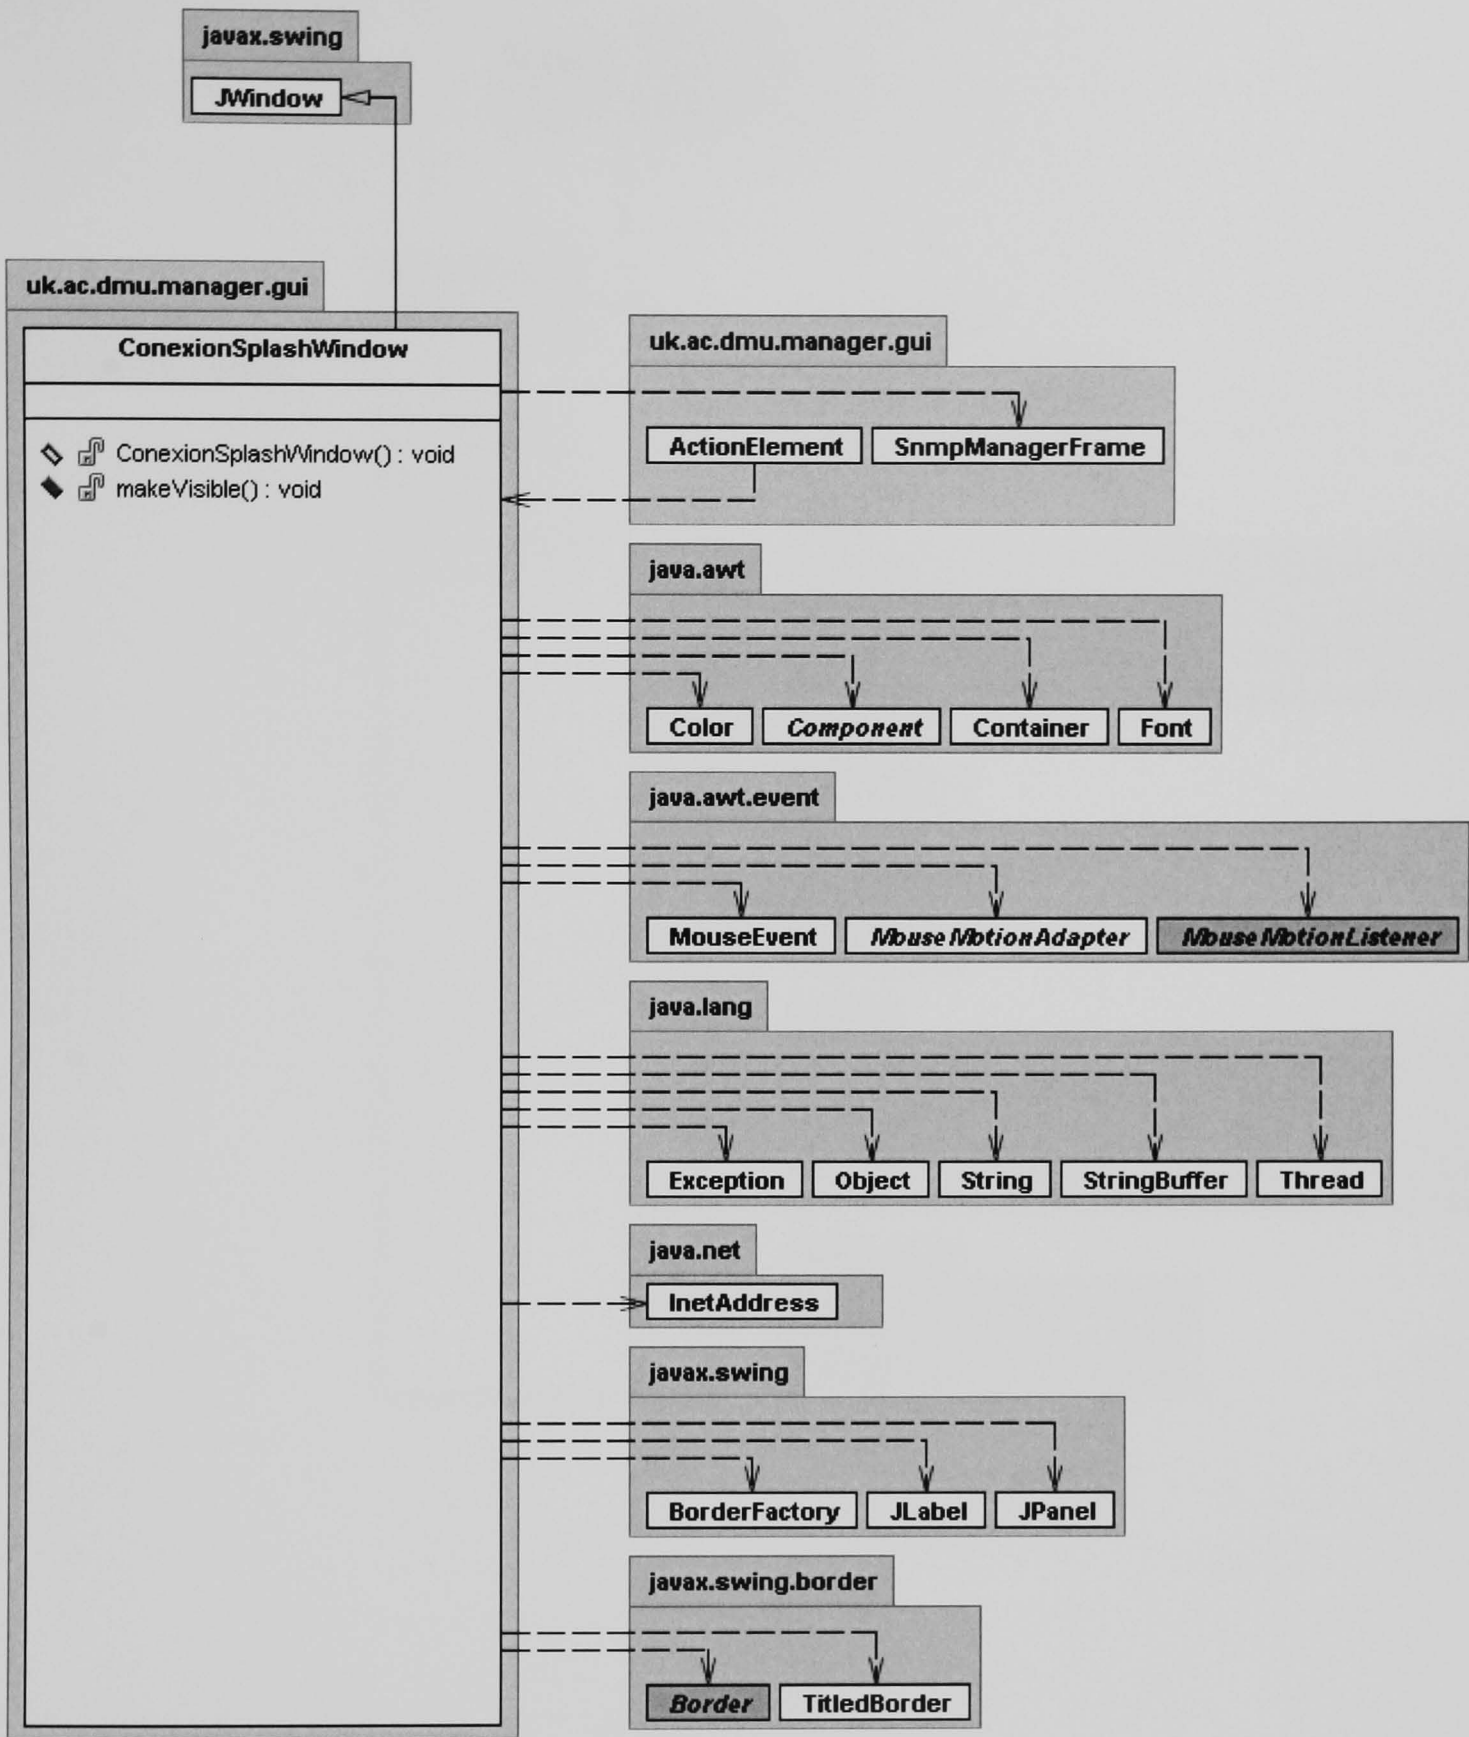 javax.swing
JWindow
uk.ac.dmu.manager.gui
ConexionSplashWindow
ConexionSplashWindow() : void
makeVisible() : void
uk.ac.dmu.manager.gui
ActionElement SnmpManagerFrame
java.awt
Color Component Container Font
java.awt.event
MouseEvent MouseMotionAdapter MouseMotionListener
java.lang
Exception Object String StringBuffer Thread
java.net
InetAddress
javax.swing
BorderFactory JLabel JPanel
javax.swing.border
Border TitledBorder